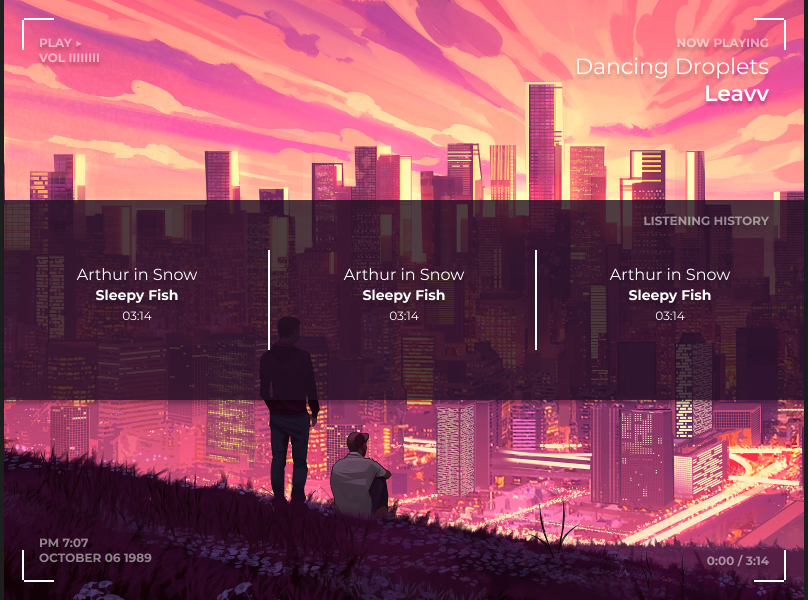 PLAY ▸
VOL IIIIIIII
NOW PLAYING
Dancing Droplets
Leavv
LISTENING HISTORY
Arthur in Snow
Sleepy Fish
03:14
Arthur in Snow
Sleepy Fish
03:14
Arthur in Snow
Sleepy Fish
03:14
PM 7:07
OCTOBER 06 1989
0:00 / 3:14